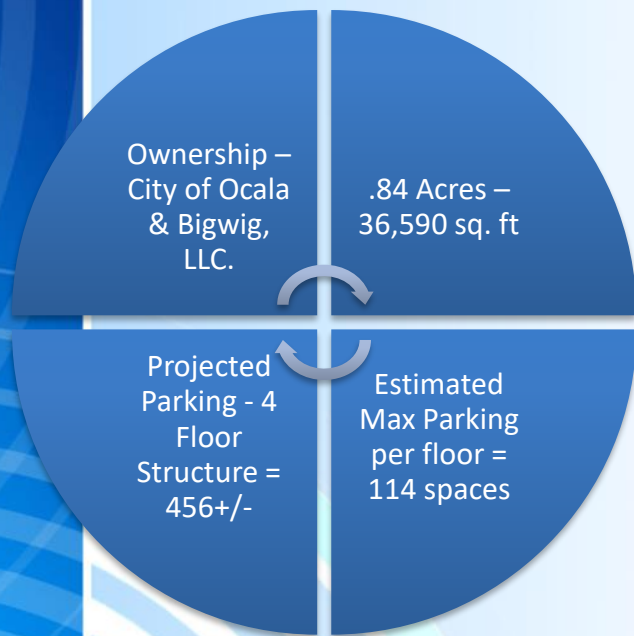 Ownership –
City of Ocala
& Bigwig,
LLC.
.84 Acres –
36,590 sq. ft
Projected
Parking - 4
Floor
Structure =
456+/-
Estimated
Max Parking
per floor =
114 spaces